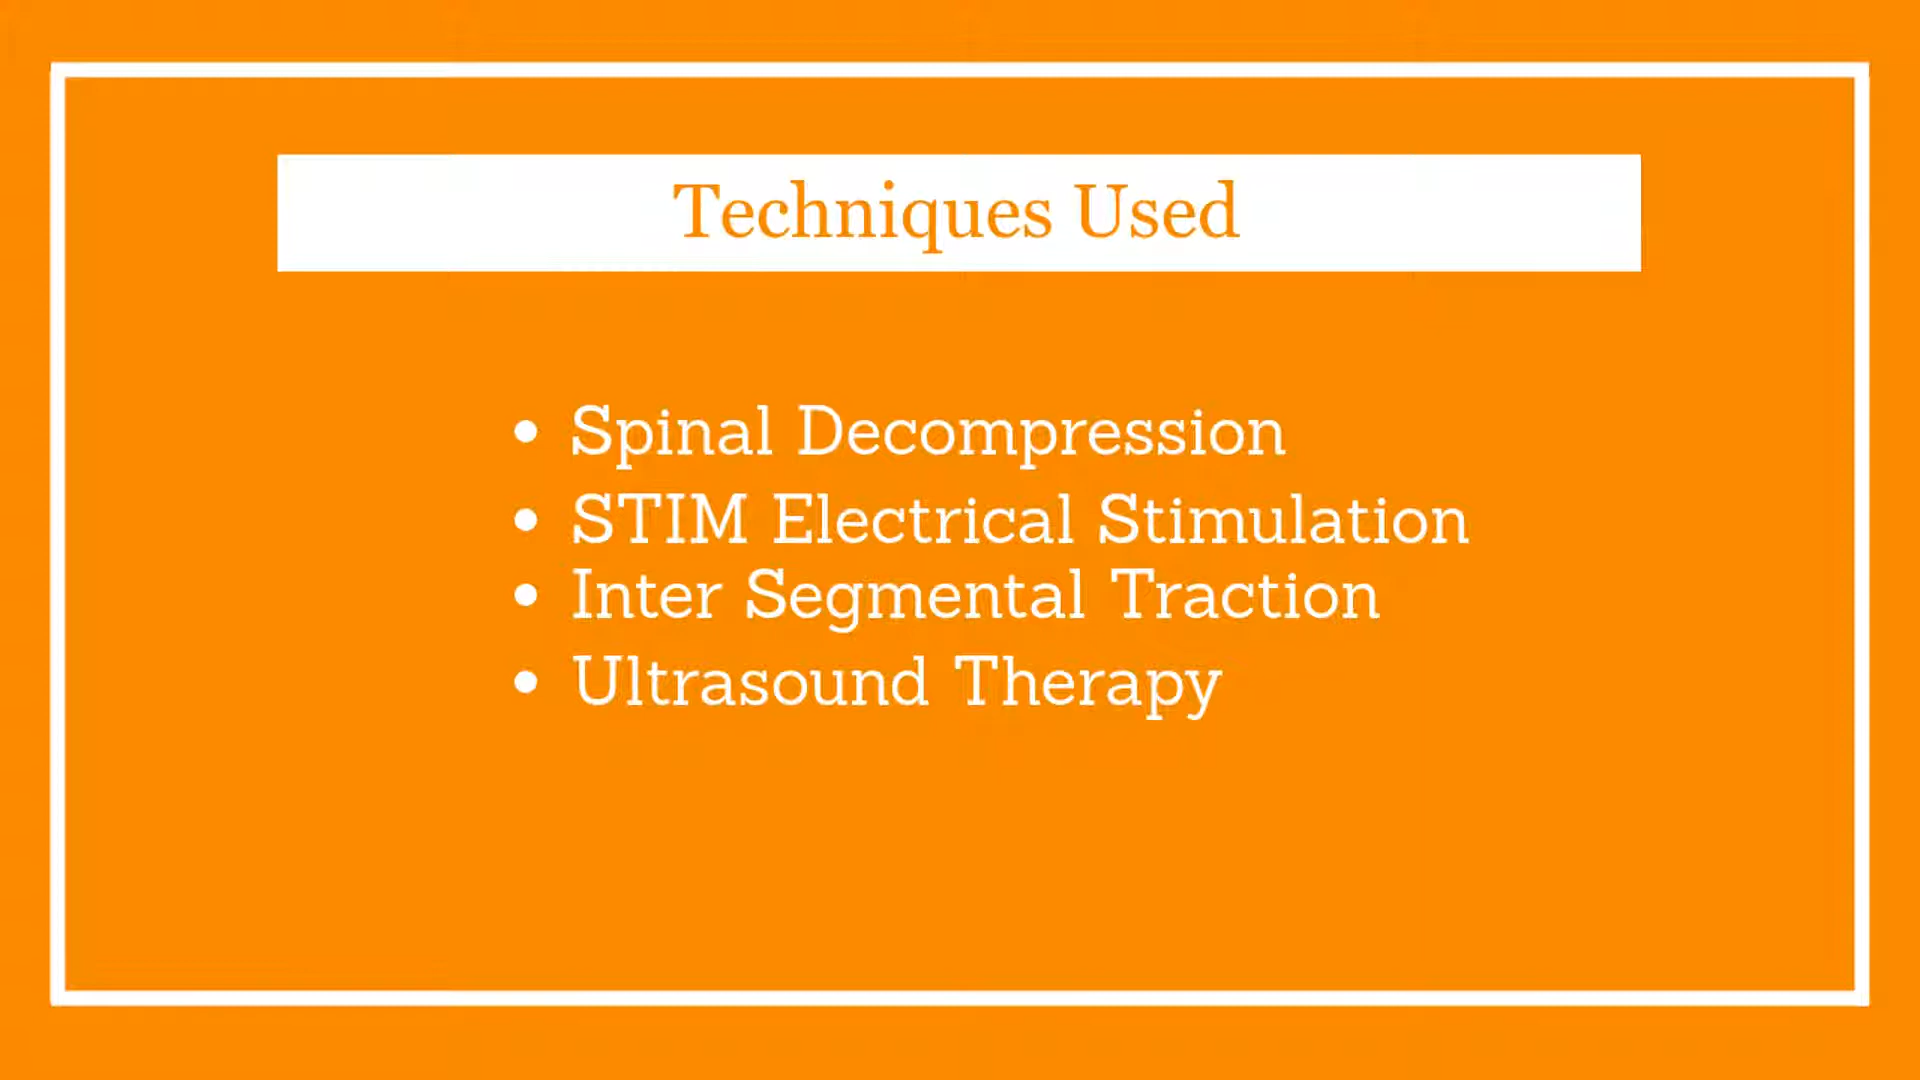 Techniques Used
• Spinal Decompression
• STIM Electrical Stimulation
• Inter Segmental Traction
• Ultrasound Therapy